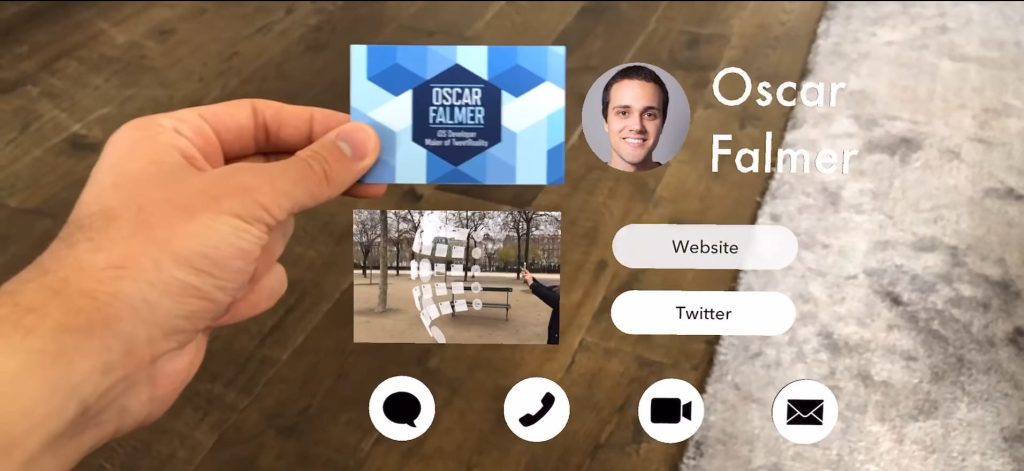 OSCAR
FALMER
iOS Developer
Maker of TweetReality
Oscar
Falmer
Website
Twitter